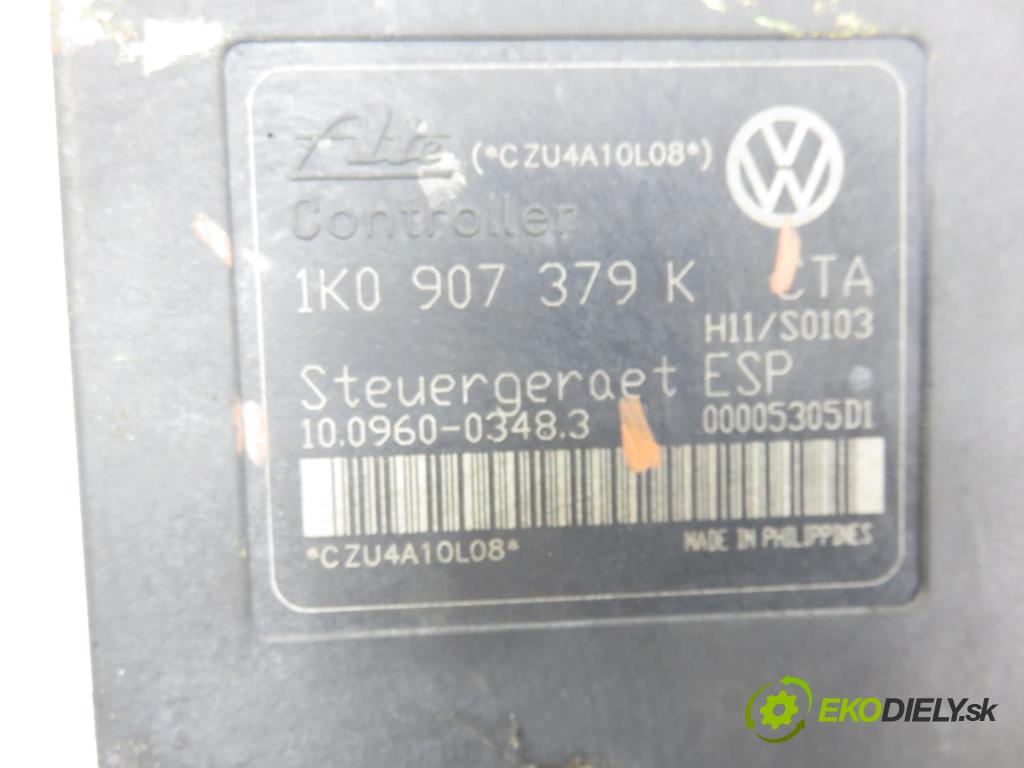 Ate (*CZU4A10L08*)
Controller
1K0 907 379 K CTA
H11/S0103
Steuergeraet ESP
10.0960-0348.3 00005305D1
*CZU4A10L08* MADE IN PHILIPPINES
EKODIELY.sk